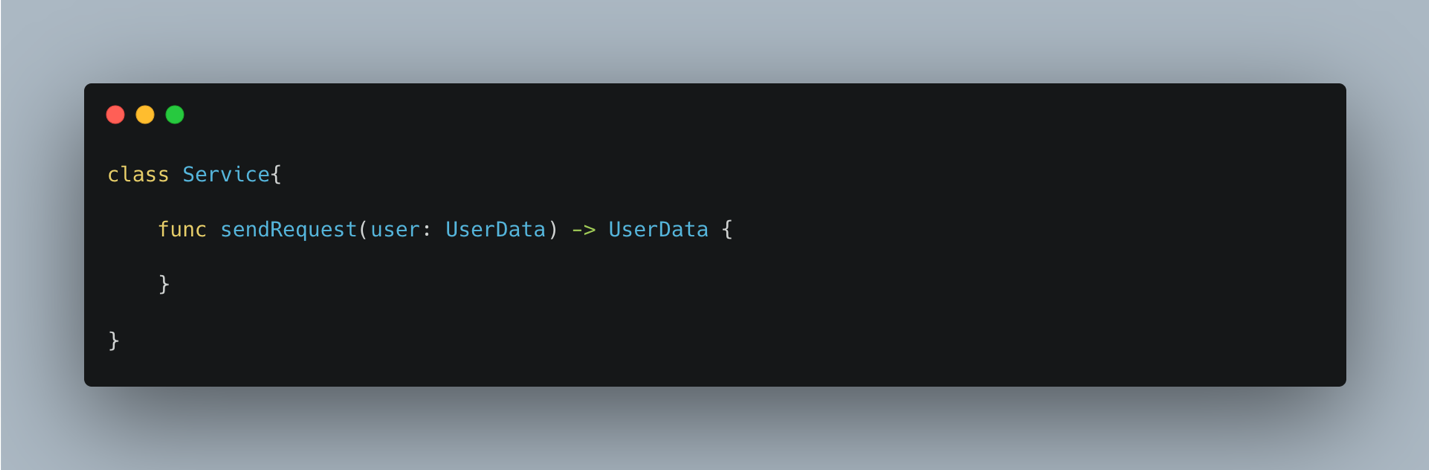 class Service{
    func sendRequest(user: UserData) -> UserData {
    }
}